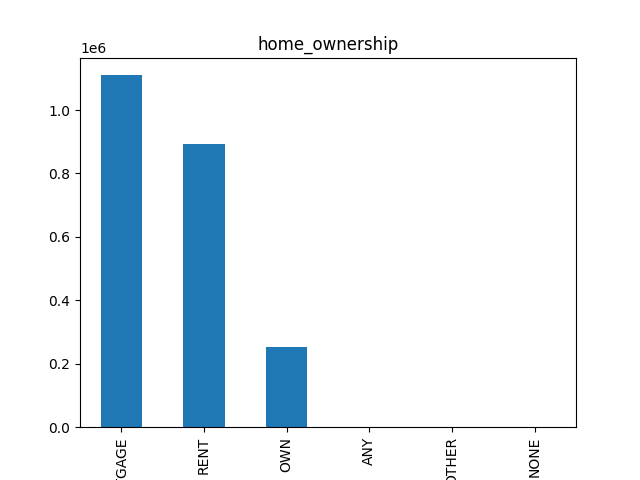 home_ownership
1e6
1.0
0.8
0.6
0.4
0.2
0.0
TGAGE
RENT
OWN
ANY
OTHER
NONE